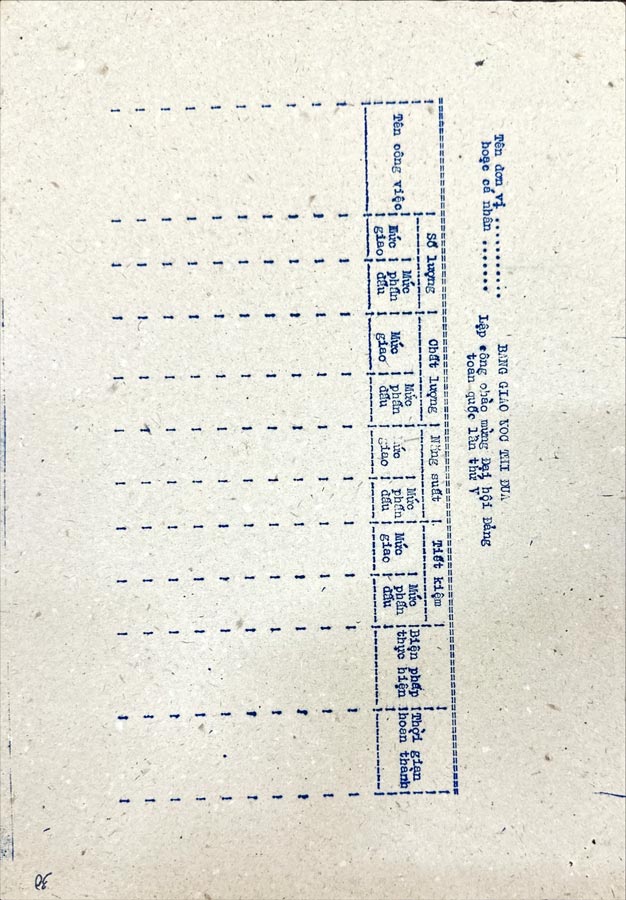 Tên đơn vị ..........
hoặc cá nhân .......
BẢNG GIAO ƯỚC THI ĐUA
Lập công chào mừng Đại hội Đảng
toàn quốc lần thứ V
Tên công việc
Số lượng
Mức giao
Mức phấn đấu
Chất lượng
Mức giao
Mức phấn đấu
Năng suất
Mức giao
Mức phấn đấu
Tiết kiệm
Mức giao
Mức phấn đấu
Biện pháp
thực hiện
Thời gian
hoàn thành
30